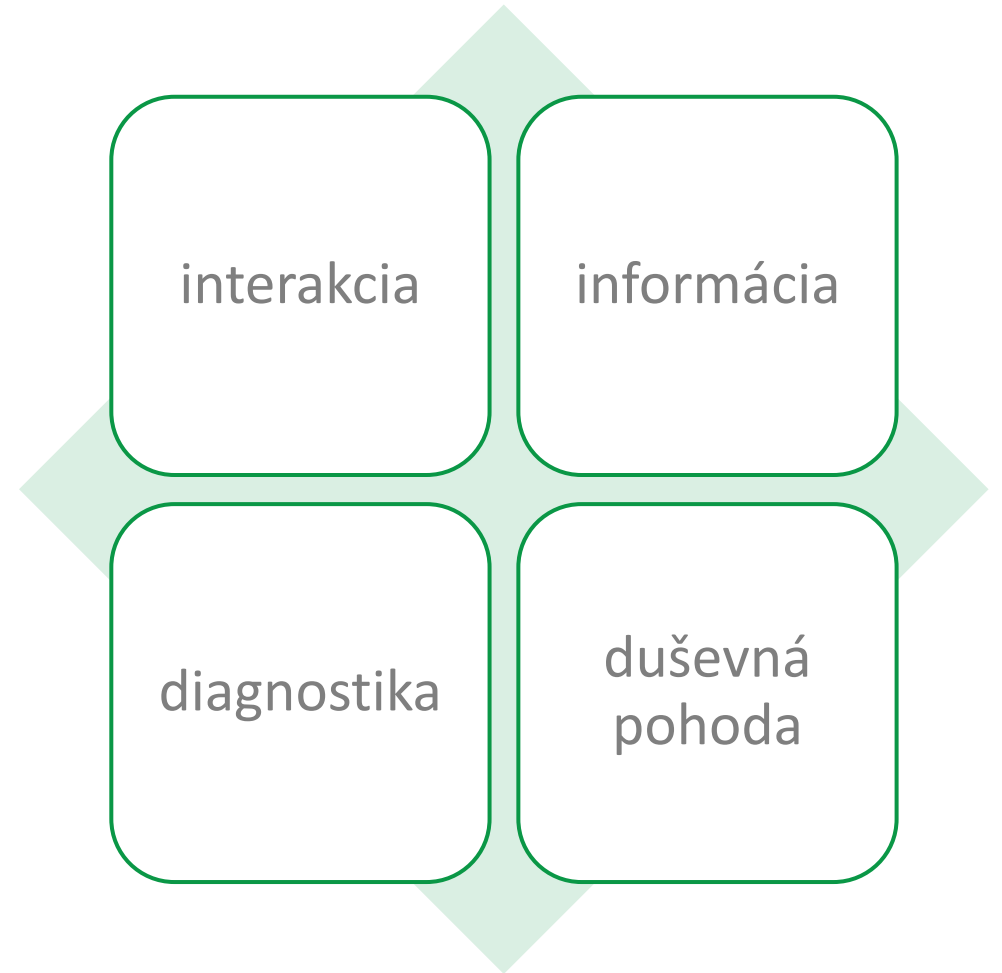 interakcia
informácia
diagnostika
duševná
pohoda